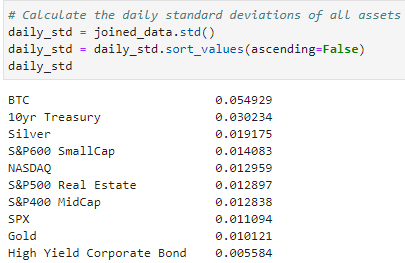 # Calculate the daily standard deviations of all assets
daily_std = joined_data.std()
daily_std = daily_std.sort_values(ascending=False)
daily_std
BTC 0.054929
10yr Treasury 0.030234
Silver 0.019175
S&P600 SmallCap 0.014083
NASDAQ 0.012959
S&P500 Real Estate 0.012897
S&P400 MidCap 0.012838
SPX 0.011094
Gold 0.010121
High Yield Corporate Bond 0.005584